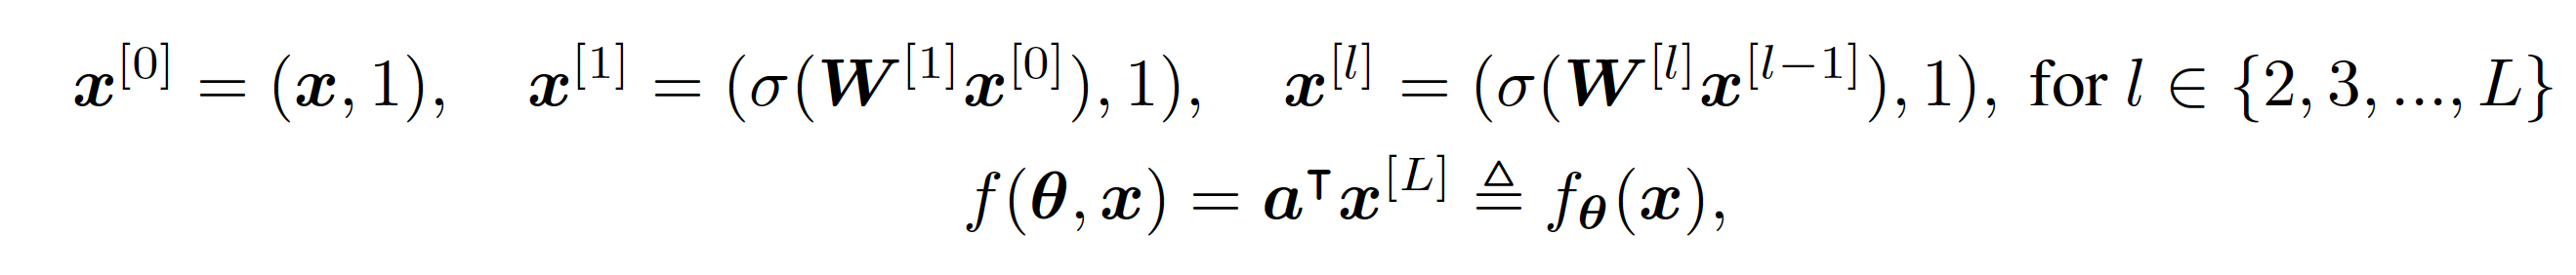 𝒙^{[0]} = (𝒙, 1), 𝒙^{[1]} = (σ(𝑾^{[1]}𝒙^{[0]}), 1), 𝒙^{[l]} = (σ(𝑾^{[l]}𝒙^{[l−1]}), 1), for l ∈ {2, 3, ..., L}
f(𝜽, 𝒙) = 𝒂^⊤𝒙^{[L]} ≜ f_𝜽(𝒙),